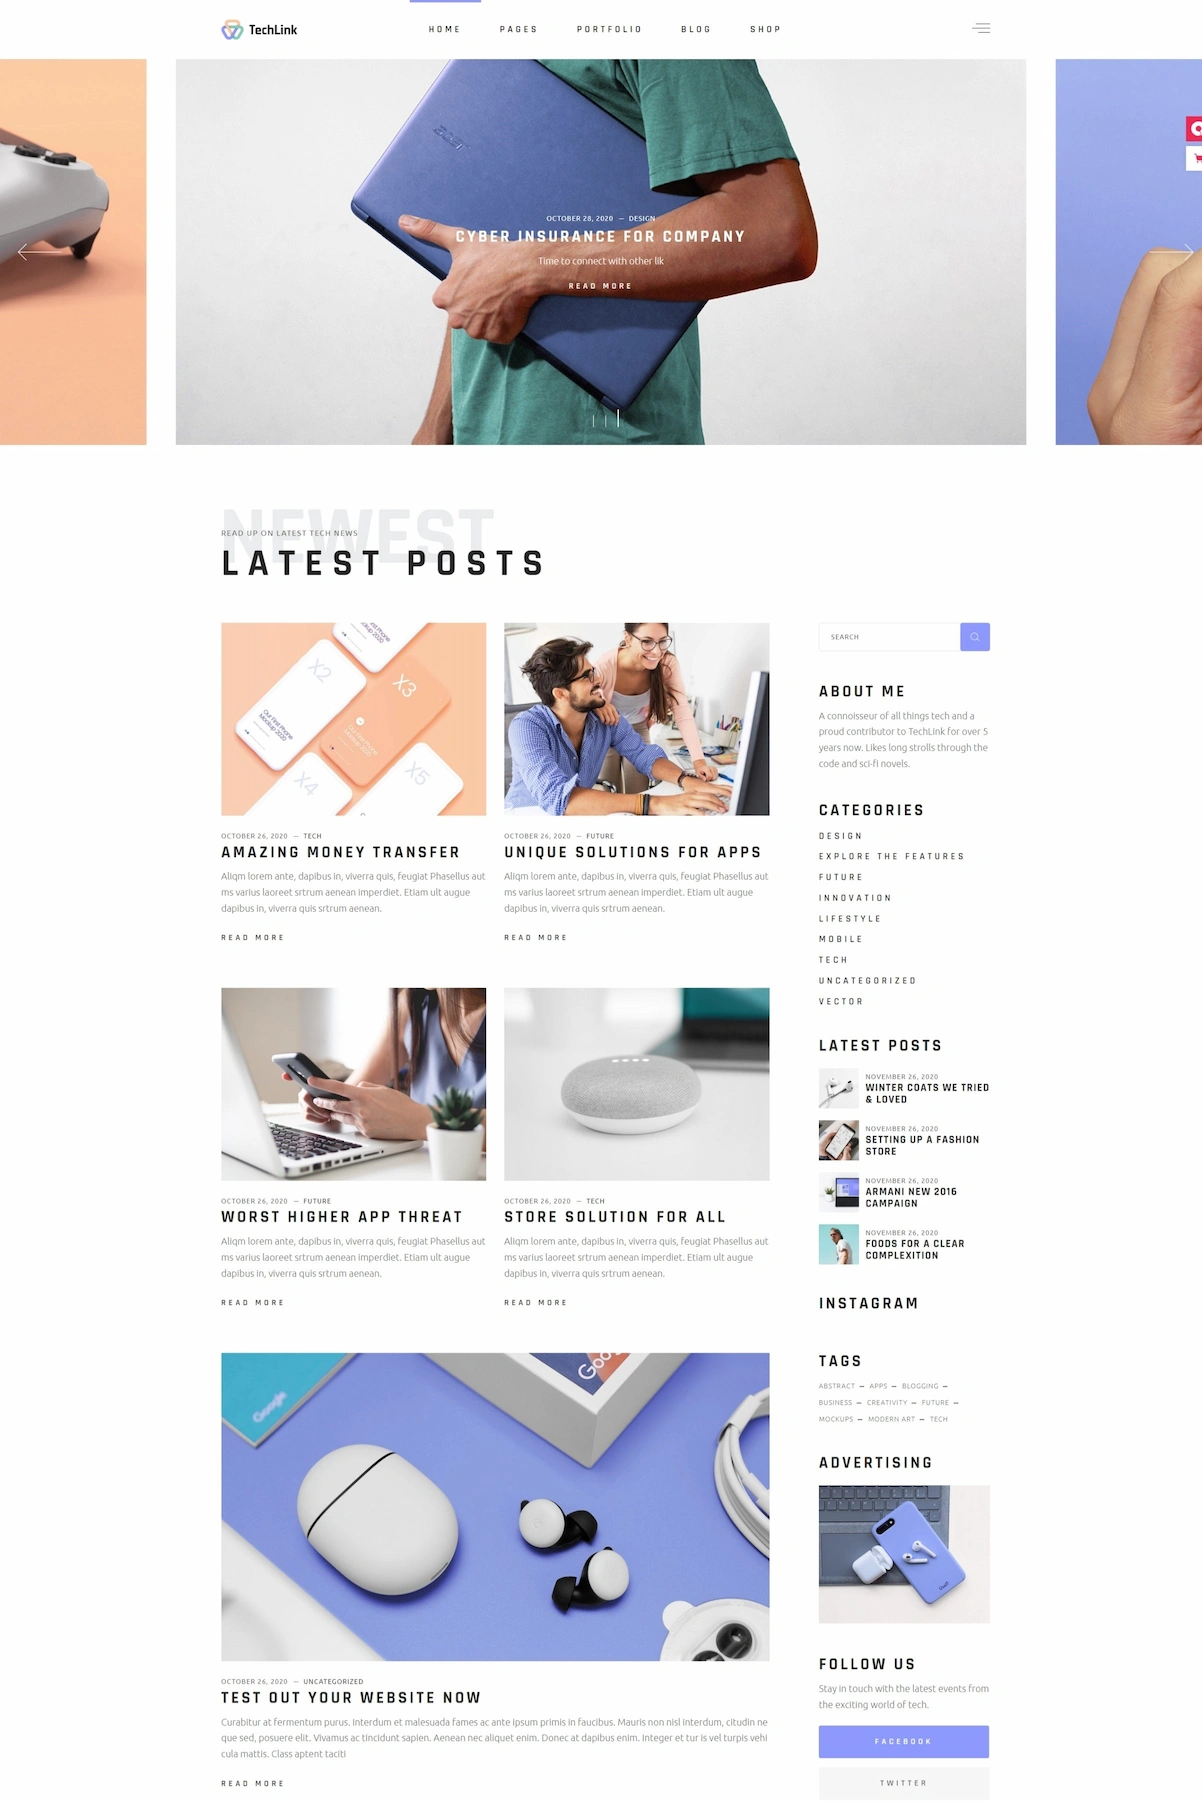 TechLink
HOME
PAGES
PORTFOLIO
BLOG
SHOP
acer
OCTOBER 28, 2020 — DESIGN
CYBER INSURANCE FOR COMPANY
Time to connect with other lik
READ MORE
NEWEST
READ UP ON LATEST TECH NEWS
LATEST POSTS
X2
X3
X4
X5
Our First Phone
Mockup 2020
OCTOBER 26, 2020 — TECH
AMAZING MONEY TRANSFER
Aliqm lorem ante, dapibus in, viverra quis, feugiat Phasellus aut
ms varius laoreet srtrum aenean imperdiet. Etiam ult augue
dapibus in, viverra quis srtrum aenean.
READ MORE
OCTOBER 26, 2020 — FUTURE
UNIQUE SOLUTIONS FOR APPS
Aliqm lorem ante, dapibus in, viverra quis, feugiat Phasellus aut
ms varius laoreet srtrum aenean imperdiet. Etiam ult augue
dapibus in, viverra quis srtrum aenean.
READ MORE
OCTOBER 26, 2020 — FUTURE
WORST HIGHER APP THREAT
Aliqm lorem ante, dapibus in, viverra quis, feugiat Phasellus aut
ms varius laoreet srtrum aenean imperdiet. Etiam ult augue
dapibus in, viverra quis srtrum aenean.
READ MORE
OCTOBER 26, 2020 — TECH
STORE SOLUTION FOR ALL
Aliqm lorem ante, dapibus in, viverra quis, feugiat Phasellus aut
ms varius laoreet srtrum aenean imperdiet. Etiam ult augue
dapibus in, viverra quis srtrum aenean.
READ MORE
Google
OCTOBER 26, 2020 — UNCATEGORIZED
TEST OUT YOUR WEBSITE NOW
Curabitur at fermentum purus. Interdum et malesuada fames ac ante ipsum primis in faucibus. Mauris non nisl interdum, citudin ne
que sed, posuere elit. Vivamus ac tincidunt sapien. Aenean nec aliquet enim. Donec at dapibus enim. Integer et tur is vel turpis vehi
cula mattis. Class aptent taciti
READ MORE
SEARCH
ABOUT ME
A connoisseur of all things tech and a
proud contributor to TechLink for over 5
years now. Likes long strolls through the
code and sci-fi novels.
CATEGORIES
DESIGN
EXPLORE THE FEATURES
FUTURE
INNOVATION
LIFESTYLE
MOBILE
TECH
UNCATEGORIZED
VECTOR
LATEST POSTS
NOVEMBER 26, 2020
WINTER COATS WE TRIED
& LOVED
NOVEMBER 26, 2020
SETTING UP A FASHION
STORE
NOVEMBER 26, 2020
ARMANI NEW 2016
CAMPAIGN
NOVEMBER 26, 2020
FOODS FOR A CLEAR
COMPLEXITION
INSTAGRAM
TAGS
ABSTRACT — APPS — BLOGGING —
BUSINESS — CREATIVITY — FUTURE —
MOCKUPS — MODERN ART — TECH
ADVERTISING
FOLLOW US
Stay in touch with the latest events from
the exciting world of tech.
FACEBOOK
TWITTER